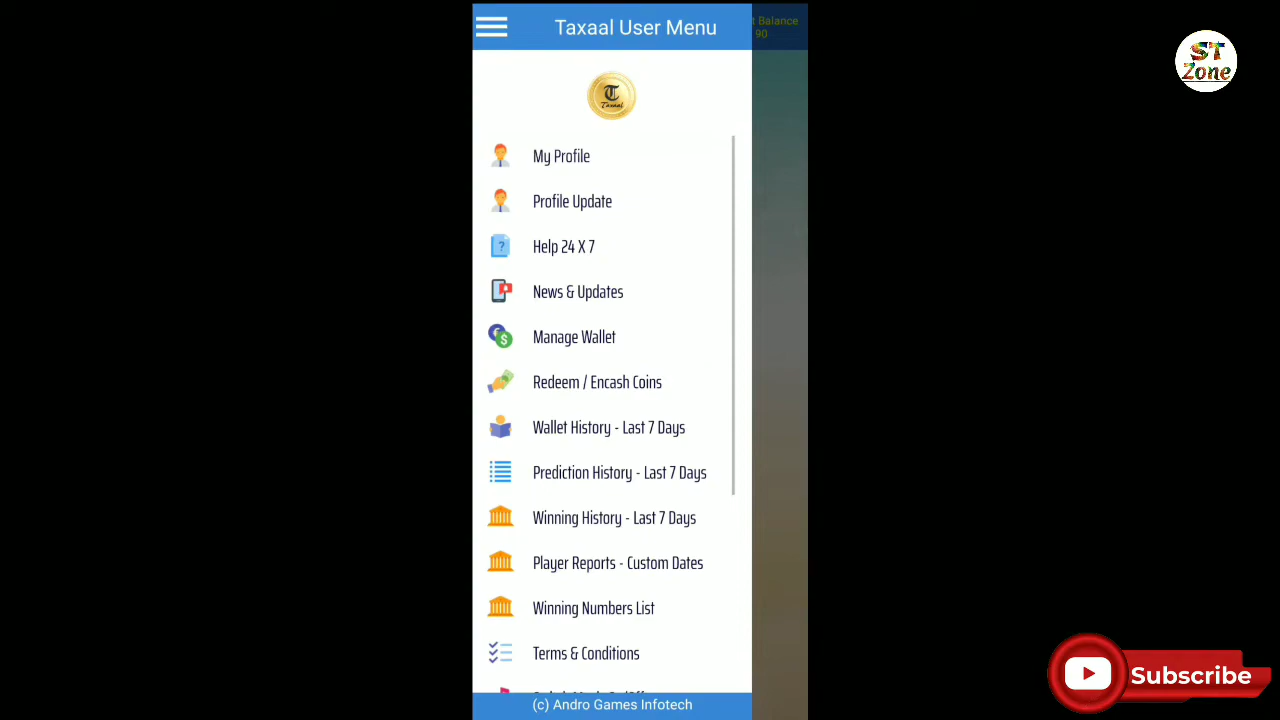 Taxaal User Menu
t Balance
90
ST
Zone
T
Taxaal
My Profile
Profile Update
?
Help 24 X 7
News & Updates
€
$
Manage Wallet
Redeem / Encash Coins
Wallet History - Last 7 Days
Prediction History - Last 7 Days
Winning History - Last 7 Days
Player Reports - Custom Dates
Winning Numbers List
Terms & Conditions
(c) Andro Games Infotech
Subscribe